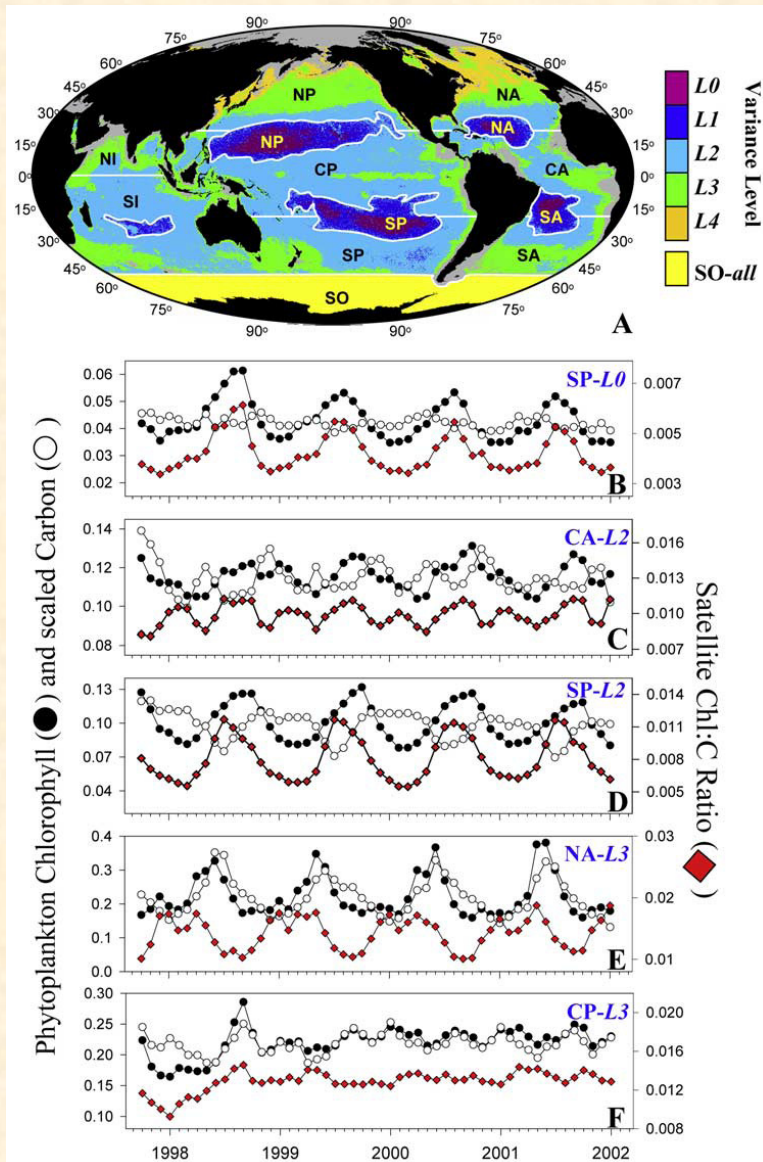 90° 90°
75° 75°
60° 60°
45° 45°
30° 30°
15° 15°
0° 0°
15° 15°
30° 30°
45° 45°
60° 60°
75° 75°
90° 90°
NP NA
NP NA
NI CP CA
SI SP SA
SP SA
SO
A
L0
L1
L2
L3
L4
SO-all
Variance Level
Phytoplankton Chlorophyll (●) and scaled Carbon (○)
Satellite Chl:C Ratio (◆)
SP-L0
0.06
0.05
0.04
0.03
0.02
0.007
0.005
0.003
B
CA-L2
0.14
0.12
0.10
0.08
0.016
0.013
0.010
0.007
C
SP-L2
0.13
0.10
0.07
0.04
0.014
0.011
0.008
0.005
D
NA-L3
0.4
0.3
0.2
0.1
0.0
0.03
0.02
0.01
E
CP-L3
0.30
0.25
0.20
0.15
0.10
0.020
0.016
0.012
0.008
F
1998 1999 2000 2001 2002